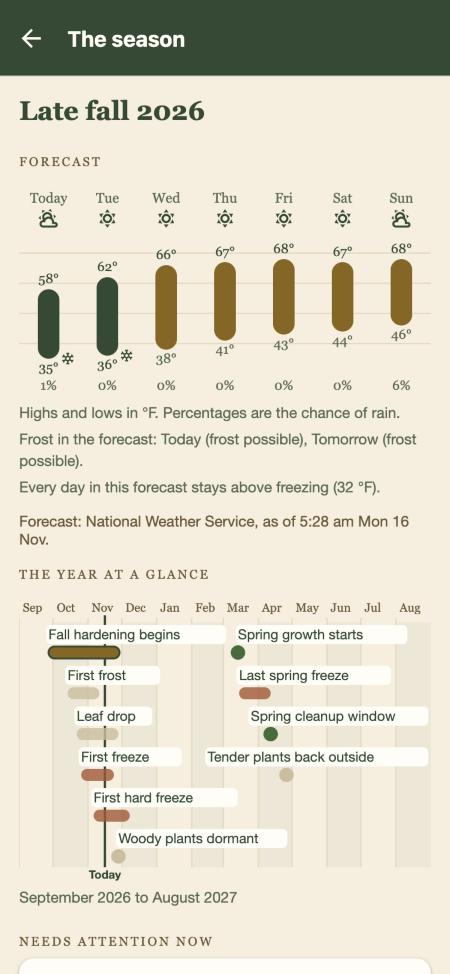 The season
Late fall 2026
FORECAST
Today Tue Wed Thu Fri Sat Sun
58° 62° 66° 67° 68° 67° 68°
35° 36° 38° 41° 43° 44° 46°
1% 0% 0% 0% 0% 0% 6%
Highs and lows in °F. Percentages are the chance of rain.
Frost in the forecast: Today (frost possible), Tomorrow (frost
possible).
Every day in this forecast stays above freezing (32 °F).
Forecast: National Weather Service, as of 5:28 am Mon 16
Nov.
THE YEAR AT A GLANCE
Sep Oct Nov Dec Jan Feb Mar Apr May Jun Jul Aug
Fall hardening begins Spring growth starts
First frost Last spring freeze
Leaf drop Spring cleanup window
First freeze Tender plants back outside
First hard freeze
Woody plants dormant
Today
September 2026 to August 2027
NEEDS ATTENTION NOW